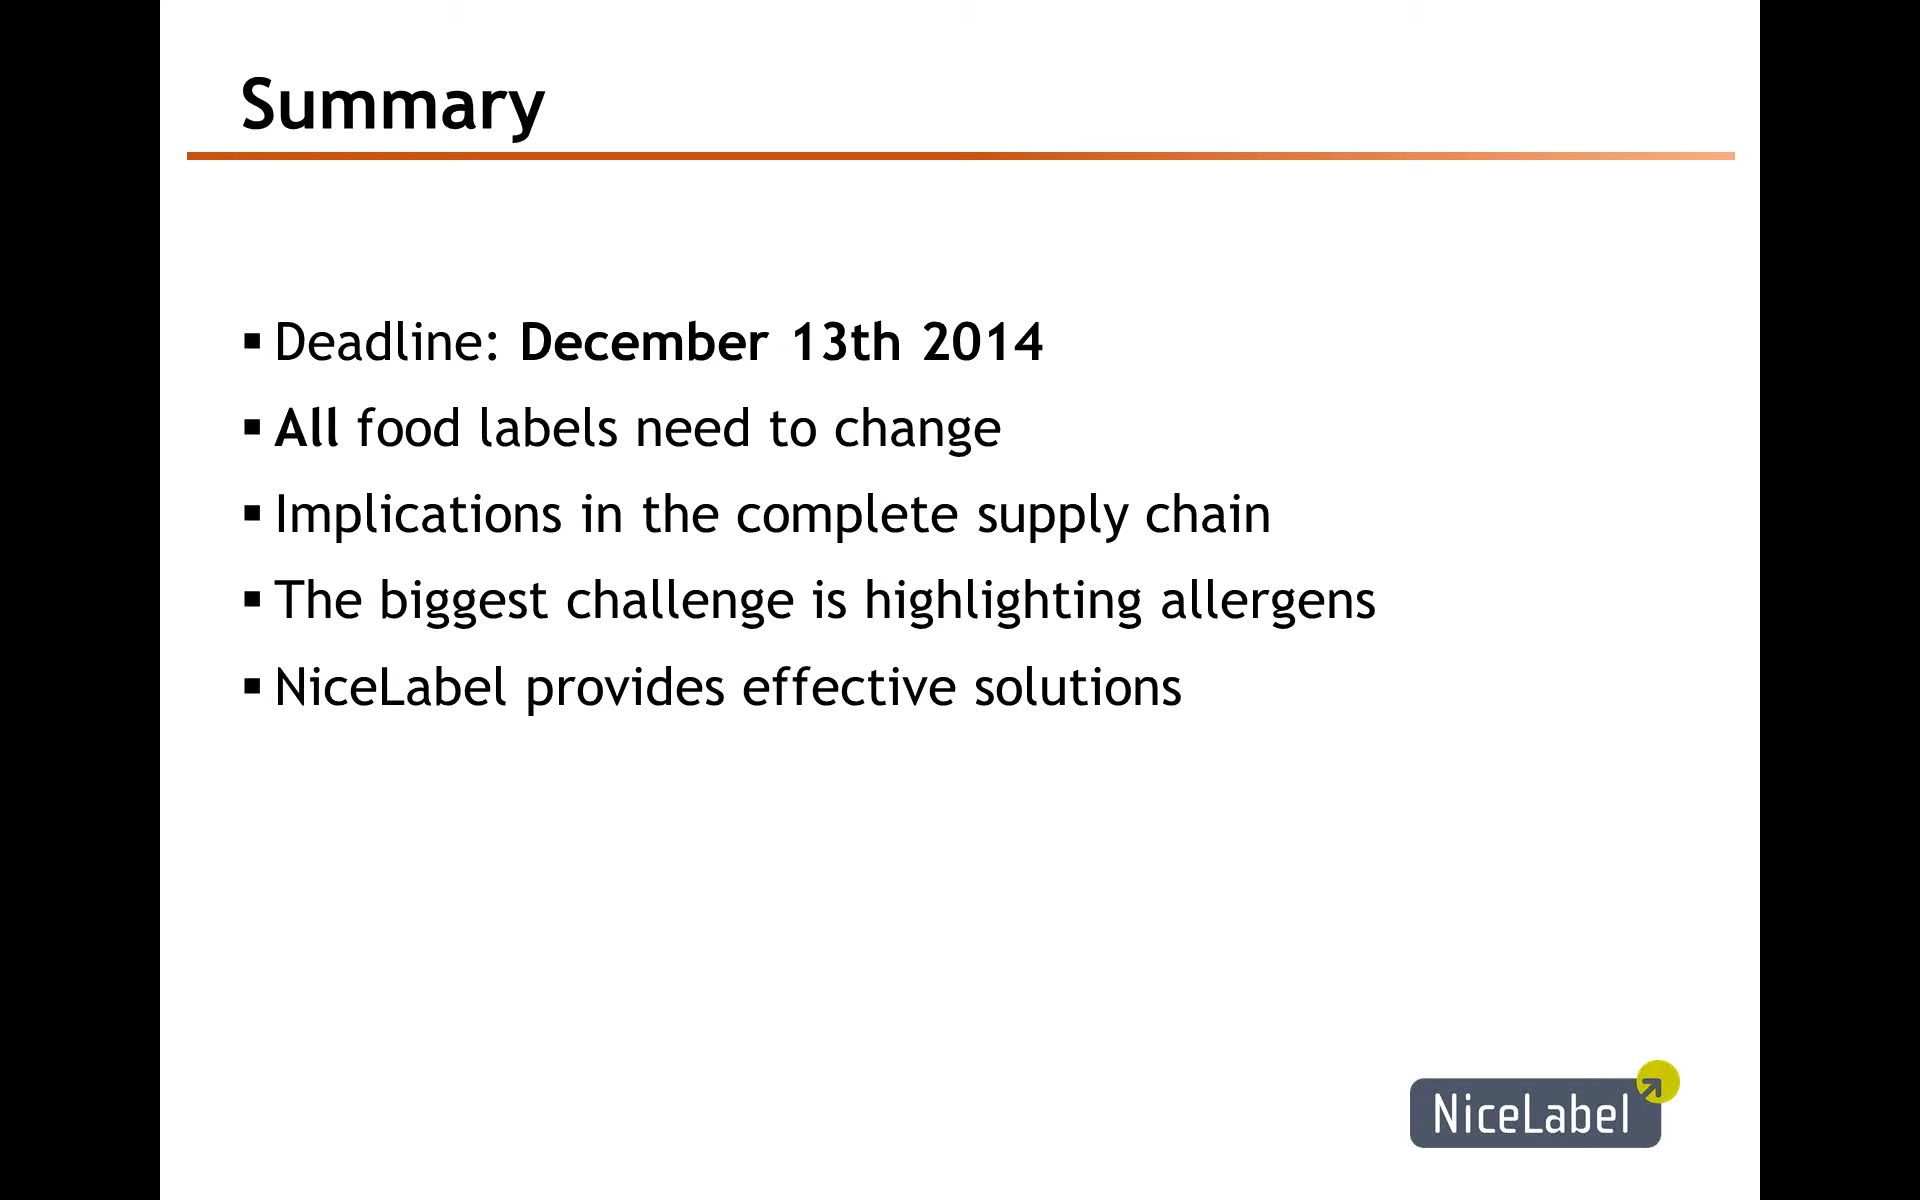 Summary
▪ Deadline: December 13th 2014
▪ All food labels need to change
▪ Implications in the complete supply chain
▪ The biggest challenge is highlighting allergens
▪ NiceLabel provides effective solutions
NiceLabel